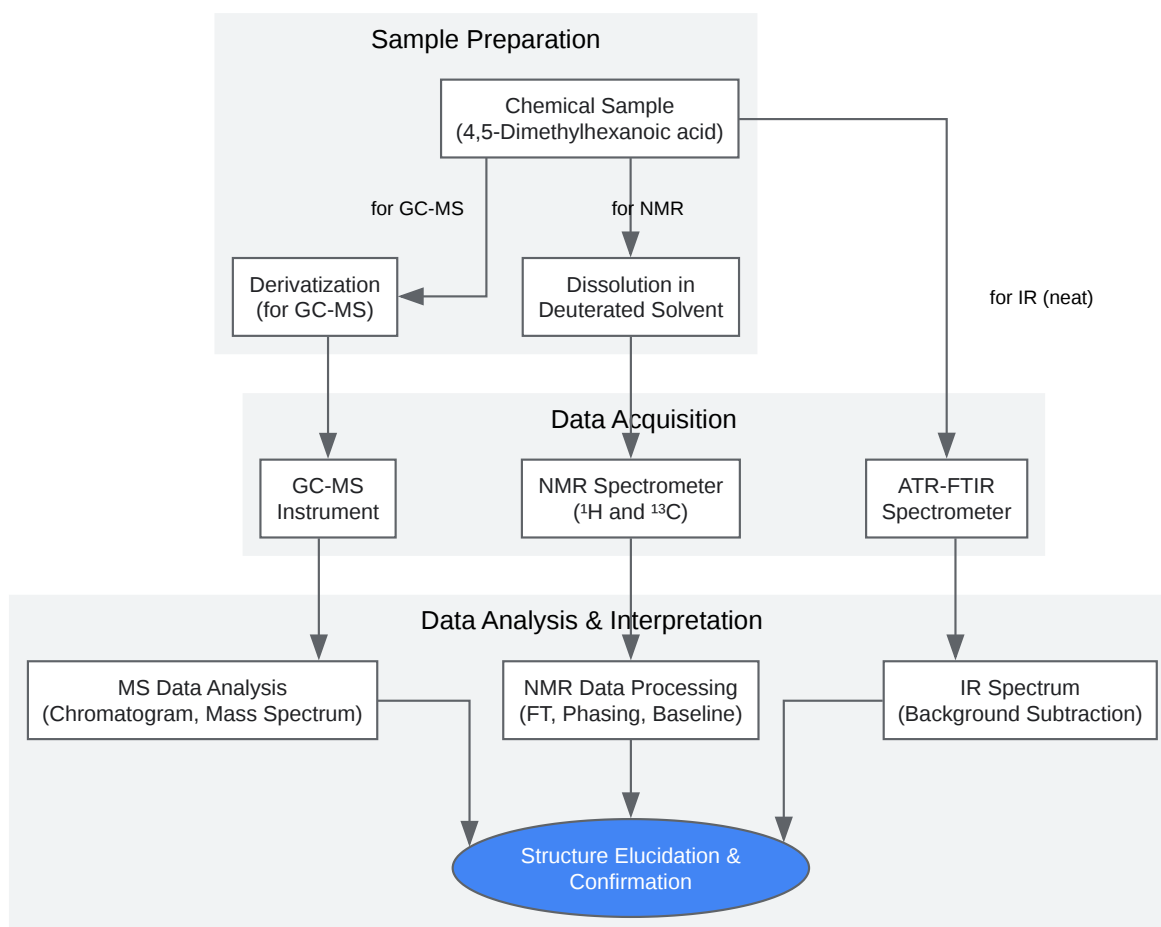 Sample Preparation
Chemical Sample
(4,5-Dimethylhexanoic acid)
for GC-MS
for NMR
Derivatization
(for GC-MS)
Dissolution in
Deuterated Solvent
for IR (neat)
Data Acquisition
GC-MS
Instrument
NMR Spectrometer
(¹H and ¹³C)
ATR-FTIR
Spectrometer
Data Analysis & Interpretation
MS Data Analysis
(Chromatogram, Mass Spectrum)
NMR Data Processing
(FT, Phasing, Baseline)
IR Spectrum
(Background Subtraction)
Structure Elucidation &
Confirmation